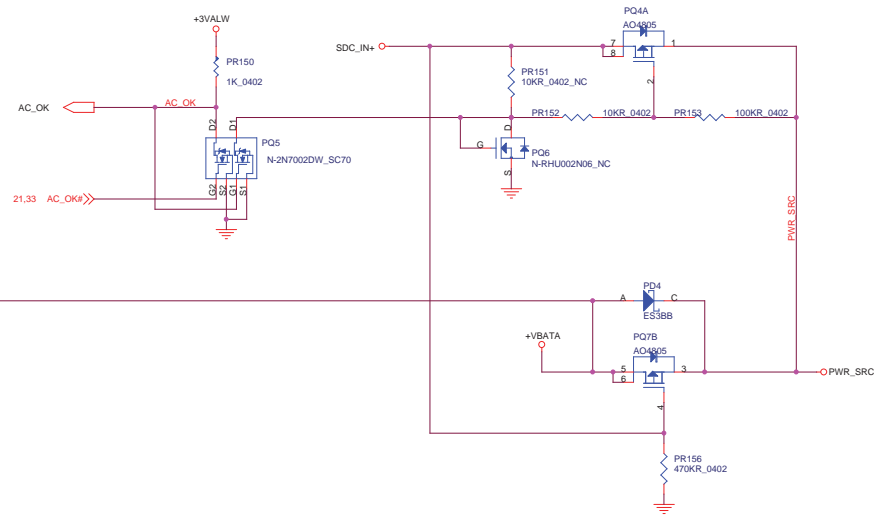 +3VALW
PR150
1K_0402
AC_OK
AC_OK
D2
D1
PQ5
N-2N7002DW_SC70
G2
S2
G1
S1
21,33 AC_OK#
SDC_IN+
PQ4A
AO4805
7
8
1
2
PR151
10KR_0402_NC
PR152
10KR_0402
PR153
100KR_0402
D
G
S
PQ6
N-RHU002N06_NC
PWR_SRC
PD4
A
C
ES3BB
+VBATA
PQ7B
AO4805
5
6
3
4
PWR_SRC
PR156
470KR_0402